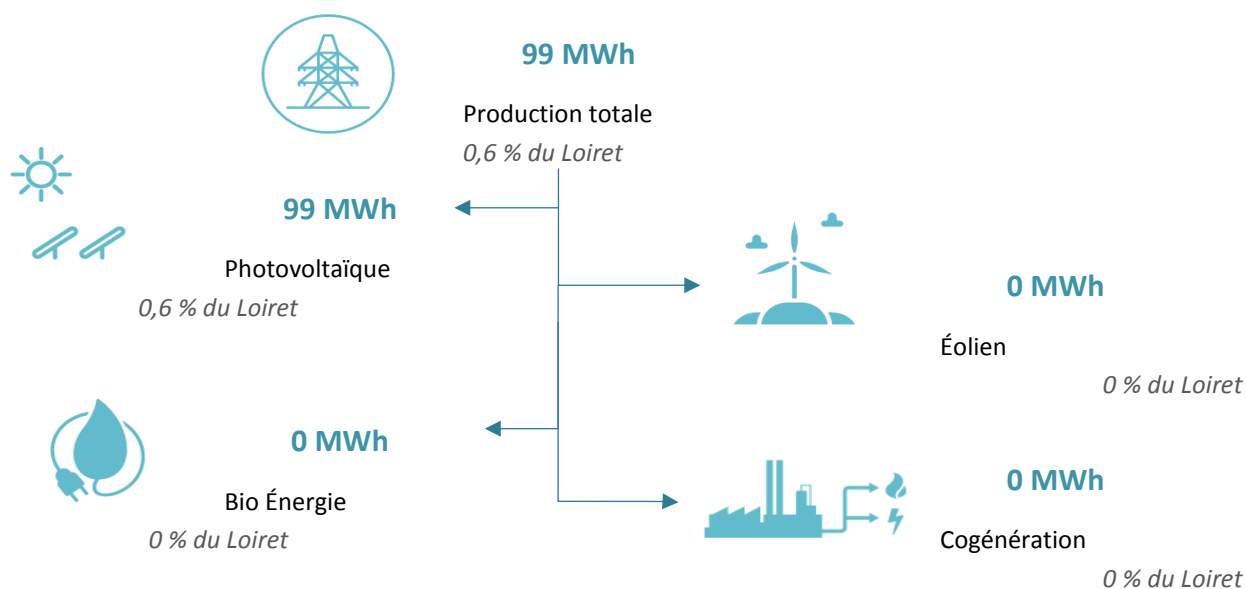 99 MWh
Production totale
0,6 % du Loiret
99 MWh
Photovoltaïque
0,6 % du Loiret
0 MWh
Éolien
0 % du Loiret
0 MWh
Bio Énergie
0 % du Loiret
0 MWh
Cogénération
0 % du Loiret